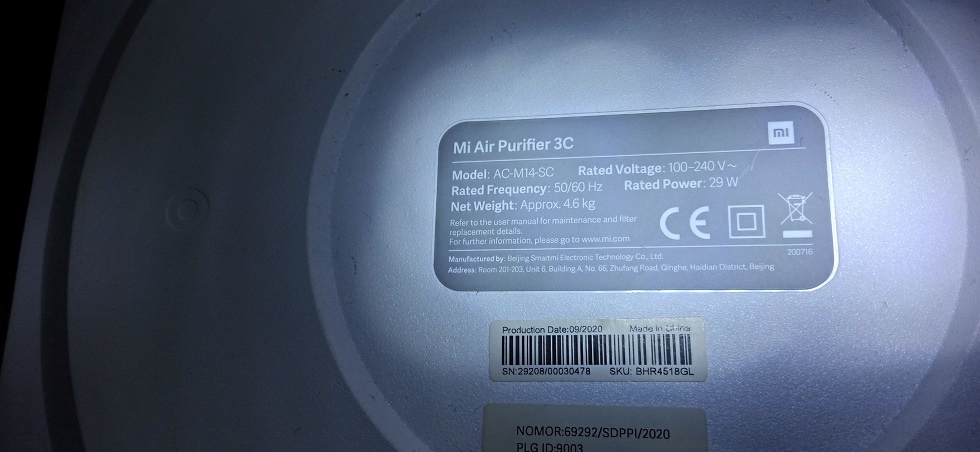 Mi Air Purifier 3C
mi
Model: AC-M14-SC Rated Voltage: 100-240 V~
Rated Frequency: 50/60 Hz Rated Power: 29 W
Net Weight: Approx. 4.6 kg
Refer to the user manual for maintenance and filter
replacement details.
For further information, please go to www.mi.com
CE
200716
Manufactured by: Beijing Smartmi Electronic Technology Co., Ltd.
Address: Room 201-203, Unit 6, Building A, No. 66, Zhufang Road, Qinghe, Haidian District, Beijing
Production Date:09/2020 Made in China
SN:29208/00030478 SKU: BHR4518GL
NOMOR:69292/SDPPI/2020
PLG ID:9003